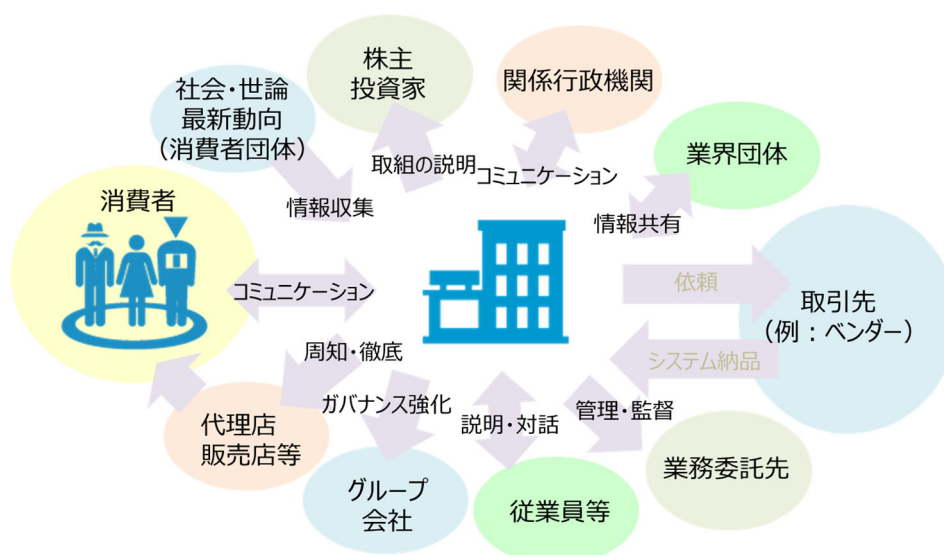 株主
投資家
関係行政機関
社会・世論
最新動向
（消費者団体）
業界団体
取組の説明
コミュニケーション
消費者
情報収集
情報共有
依頼
取引先
（例：ベンダー）
コミュニケーション
周知・徹底
システム納品
ガバナンス強化
説明・対話
管理・監督
代理店
販売店等
業務委託先
グループ
会社
従業員等